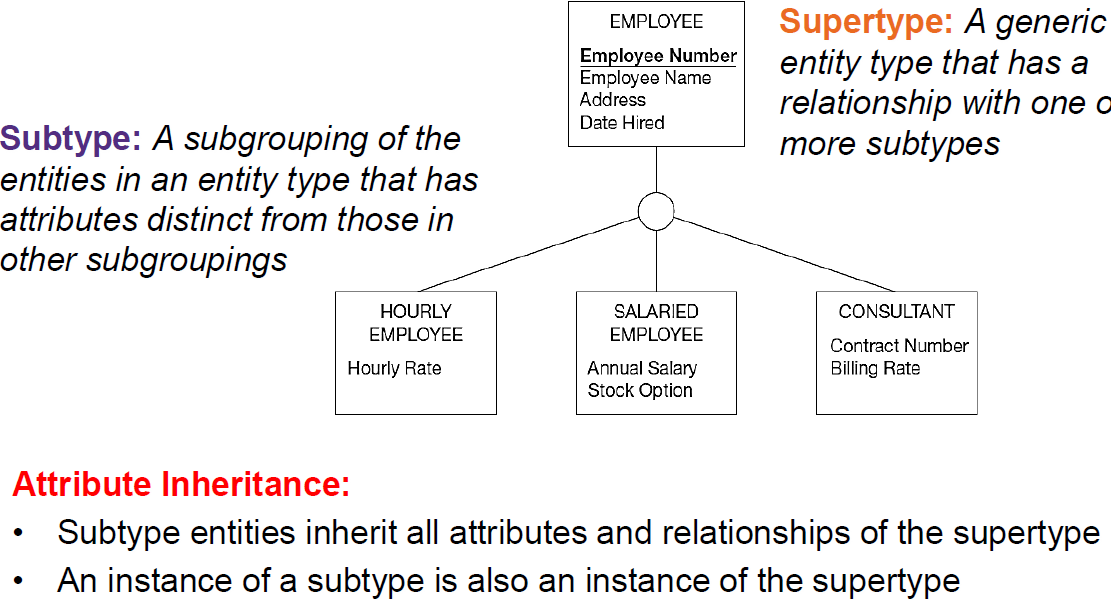 EMPLOYEE
Employee Number
Employee Name
Address
Date Hired
Supertype: A generic
entity type that has a
relationship with one o
more subtypes
Subtype: A subgrouping of the
entities in an entity type that has
attributes distinct from those in
other subgroupings
HOURLY
EMPLOYEE
Hourly Rate
SALARIED
EMPLOYEE
Annual Salary
Stock Option
CONSULTANT
Contract Number
Billing Rate
Attribute Inheritance:
• Subtype entities inherit all attributes and relationships of the supertype
• An instance of a subtype is also an instance of the supertype